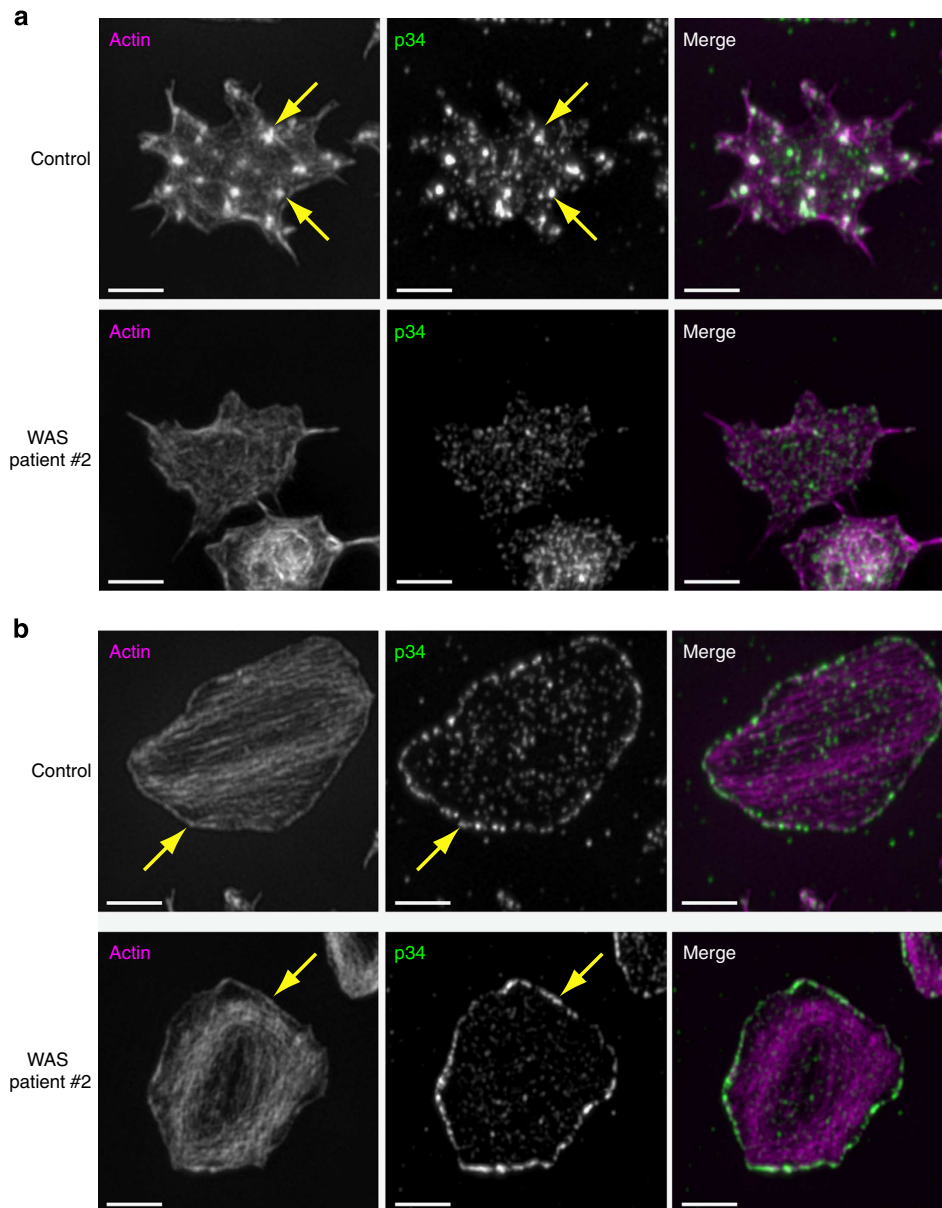 a
Actin
p34
Merge
Control
Actin
p34
Merge
WAS
patient #2
b
Actin
p34
Merge
Control
Actin
p34
Merge
WAS
patient #2